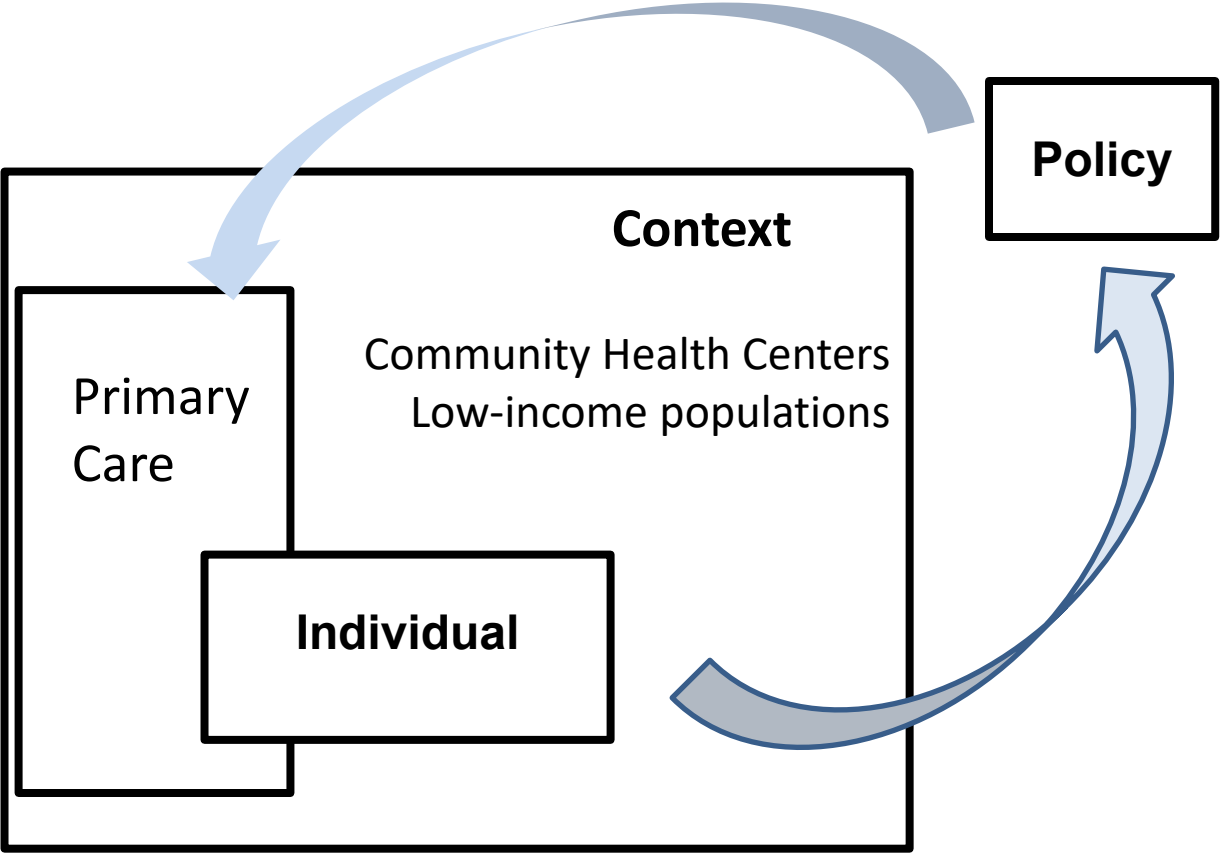 Policy
Context
Community Health Centers
Low-income populations
Primary
Care
Individual